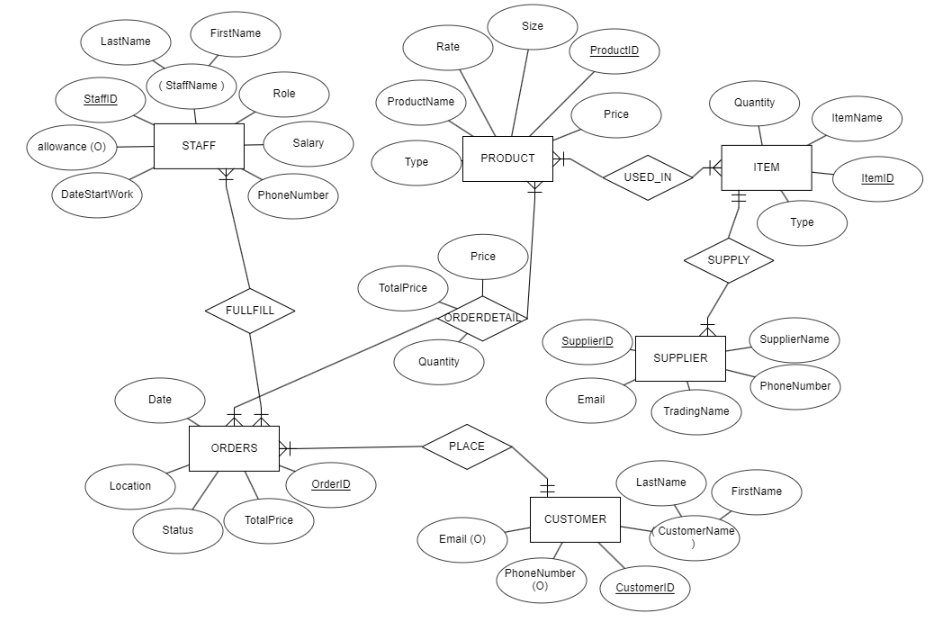 LastName
FirstName
( StaffName )
StaffID
Role
allowance (O)
STAFF
Salary
DateStartWork
PhoneNumber
Size
Rate
ProductID
ProductName
Price
Type
PRODUCT
USED_IN
Quantity
ItemName
ITEM
ItemID
Type
SUPPLY
Price
TotalPrice
ORDERDETAIL
Quantity
FULLFILL
SupplierID
SUPPLIER
SupplierName
PhoneNumber
Email
TradingName
Date
ORDERS
Location
OrderID
Status
TotalPrice
PLACE
LastName
FirstName
CUSTOMER
( CustomerName
)
Email (O)
PhoneNumber
(O)
CustomerID